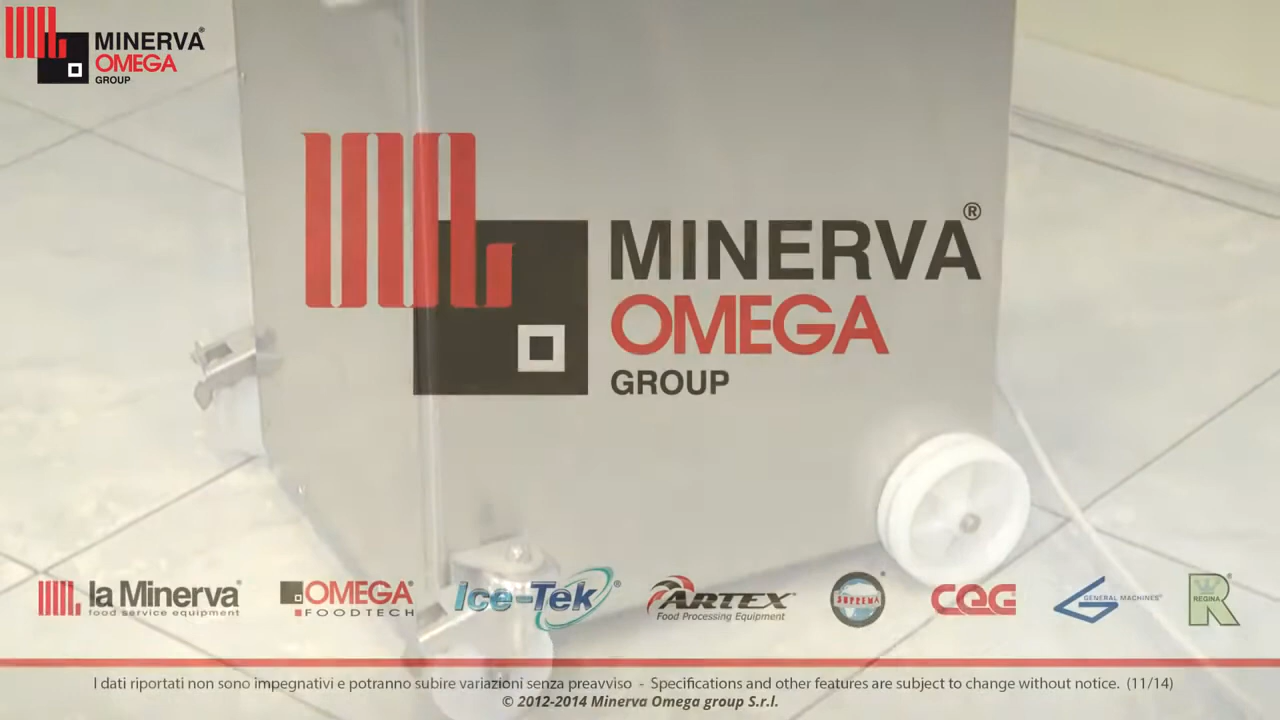 MINERVA®
OMEGA
GROUP
MINERVA®
OMEGA
GROUP
la Minerva®
food service equipment
OMEGA®
FOODTECH
Ice-Tek®
ARTEX®
Food Processing Equipment
SUPREMA®
CEG
GENERAL MACHINES®
REGINA®
R
I dati riportati non sono impegnativi e potranno subire variazioni senza preavviso - Specifications and other features are subject to change without notice. (11/14)
© 2012-2014 Minerva Omega group S.r.l.